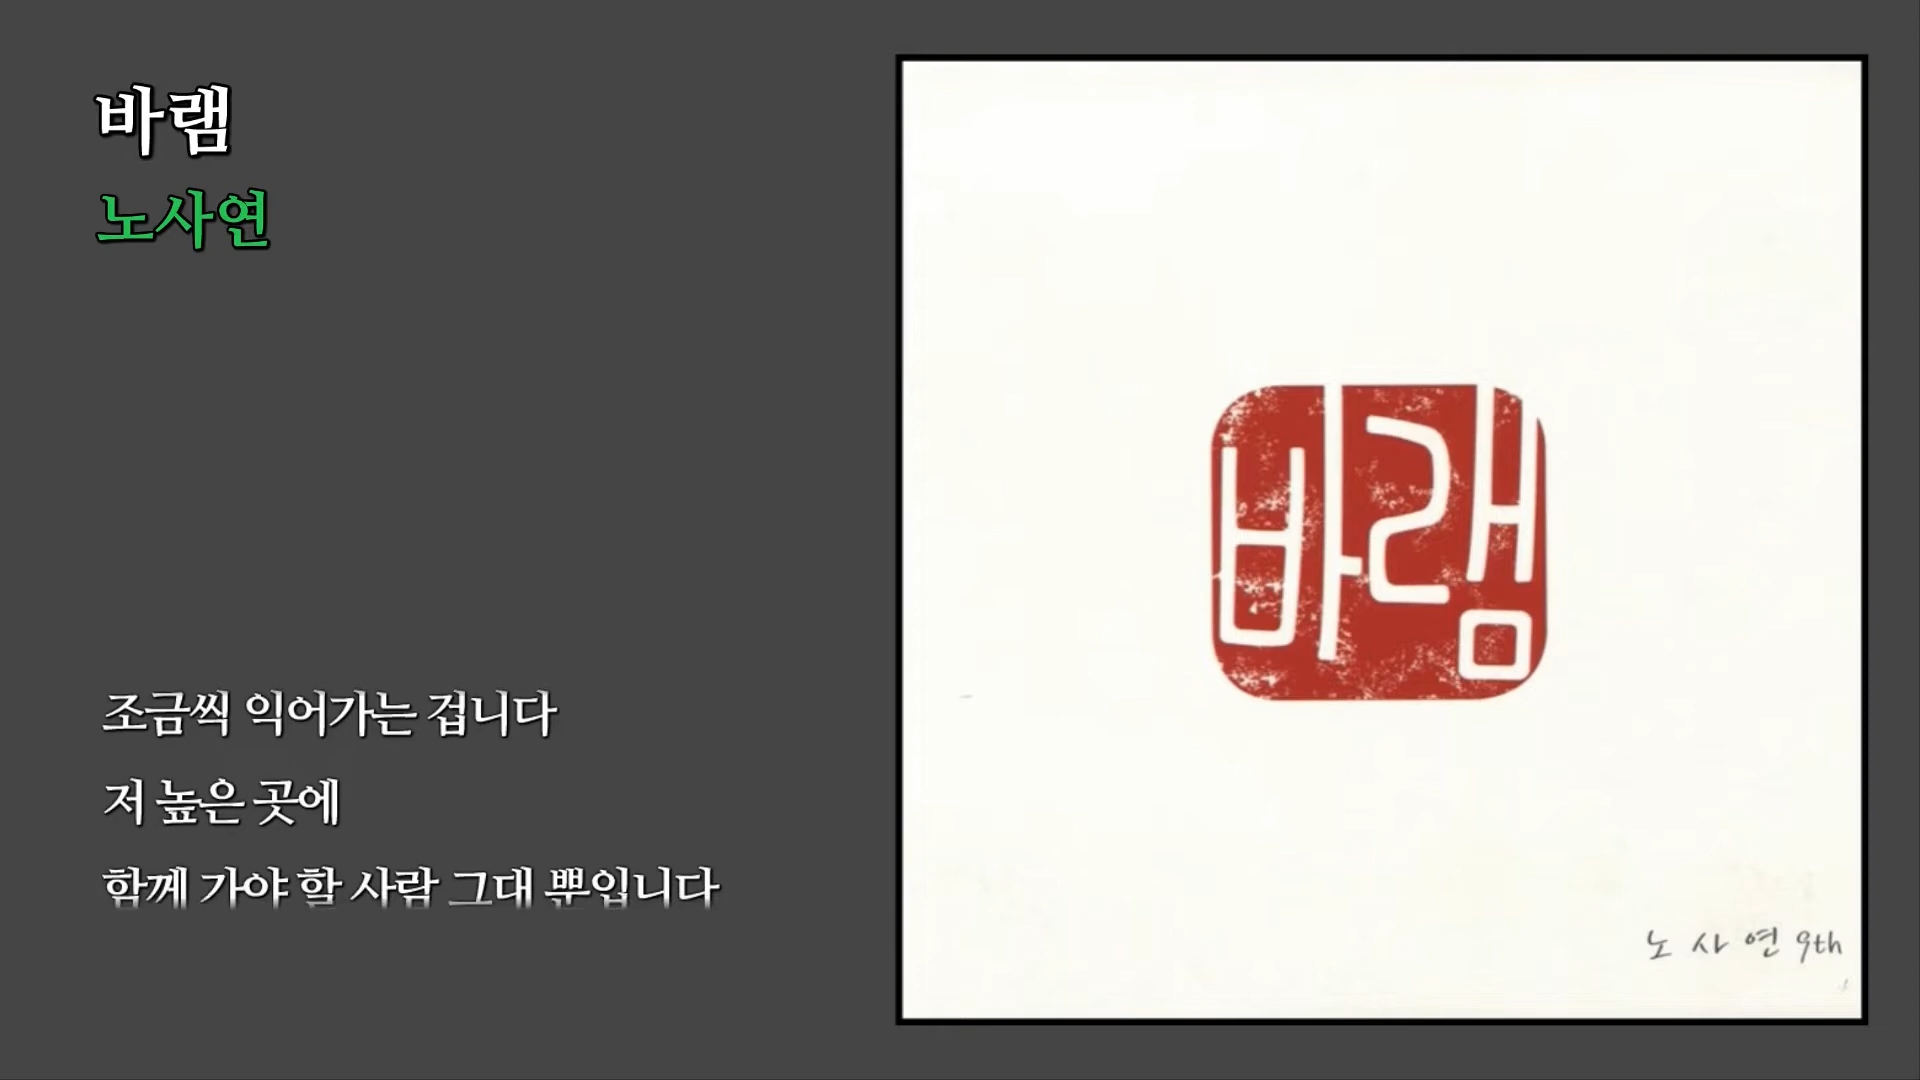 바램
노사연
조금씩 익어가는 겁니다
저 높은 곳에
함께 가야 할 사람 그대 뿐입니다
바램
노 사 연 9th